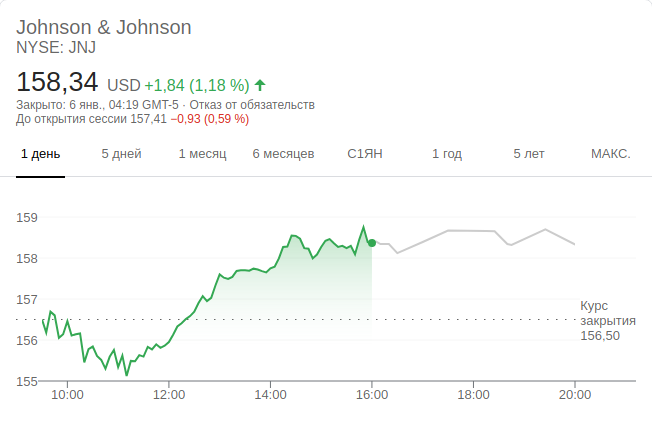 Johnson & Johnson
NYSE: JNJ
158,34 USD +1,84 (1,18 %) ↑
Закрыто: 6 янв., 04:19 GMT-5 · Отказ от обязательств
До открытия сессии 157,41 −0,93 (0,59 %)
1 день 5 дней 1 месяц 6 месяцев С1ЯН 1 год 5 лет МАКС.
159
158
157
Курс
закрытия
156,50
156
155
10:00 12:00 14:00 16:00 18:00 20:00